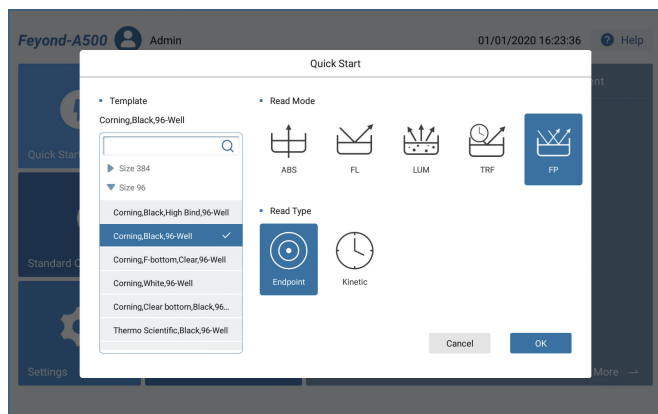 Feyond-A500 Admin 01/01/2020 16:23:36 ? Help
Quick Start
Template
Corning,Black,96-Well
Size 384
Size 96
Corning,Black,High Bind,96-Well
Corning,Black,96-Well
Corning,F-bottom,Clear,96-Well
Corning,White,96-Well
Corning,Clear bottom,Black,96...
Thermo Scientific,Black,96-Well
Read Mode
ABS FL LUM TRF FP
Read Type
Endpoint Kinetic
Cancel OK
Quick Start
Settings
More